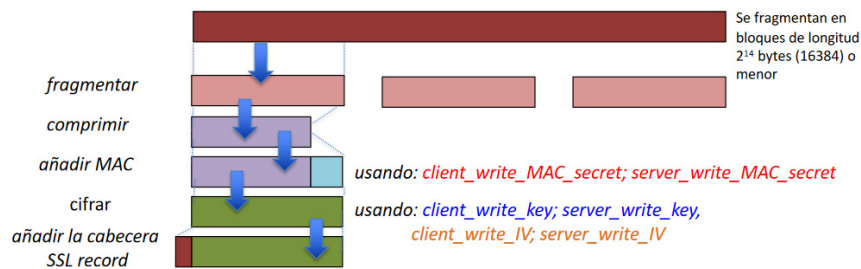 Se fragmentan en
bloques de longitud
2¹⁴ bytes (16384) o
menor
fragmentar
comprimir
añadir MAC
usando: client_write_MAC_secret; server_write_MAC_secret
cifrar
usando: client_write_key; server_write_key,
client_write_IV; server_write_IV
añadir la cabecera
SSL record